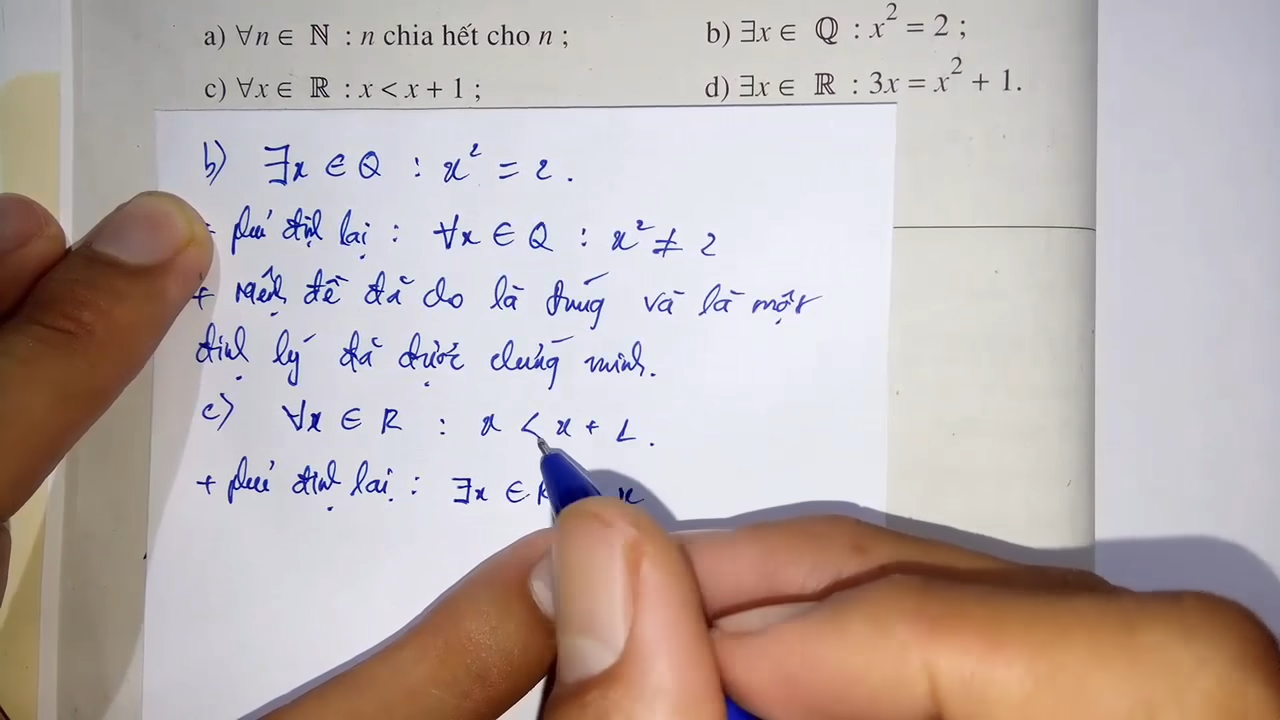 a) ∀n ∈ ℕ : n chia hết cho n ; b) ∃x ∈ ℚ : x² = 2 ;
c) ∀x ∈ ℝ : x < x + 1 ; d) ∃x ∈ ℝ : 3x = x² + 1.
b) ∃x ∈ Q : x² = 2 .
+ phủ định lại : ∀x ∈ Q : x² ≠ 2
+ Mệnh đề đã cho là đúng và là một
định lý đã được chứng minh.
c) ∀x ∈ R : x < x + 1 .
+ phủ định lại : ∃x ∈ R x